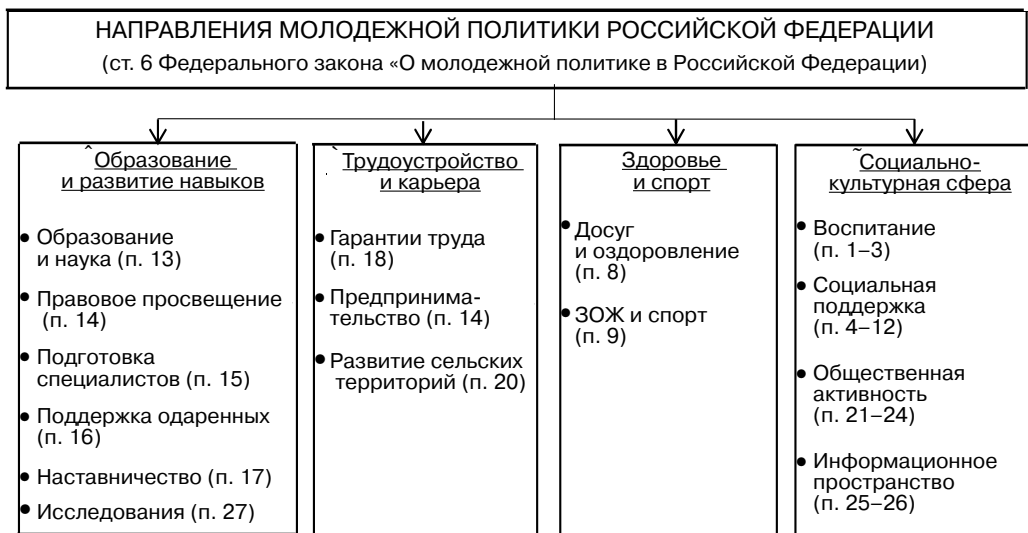 НАПРАВЛЕНИЯ МОЛОДЕЖНОЙ ПОЛИТИКИ РОССИЙСКОЙ ФЕДЕРАЦИИ
(ст. 6 Федерального закона «О молодежной политике в Российской Федерации)
Образование
и развитие навыков
• Образование
и наука (п. 13)
• Правовое просвещение
(п. 14)
• Подготовка
специалистов (п. 15)
• Поддержка одаренных
(п. 16)
• Наставничество (п. 17)
• Исследования (п. 27)
Трудоустройство
и карьера
• Гарантии труда
(п. 18)
• Предпринима-
тельство (п. 14)
• Развитие сельских
территорий (п. 20)
Здоровье
и спорт
• Досуг
и оздоровление
(п. 8)
• ЗОЖ и спорт
(п. 9)
Социально-
культурная сфера
• Воспитание
(п. 1–3)
• Социальная
поддержка
(п. 4–12)
• Общественная
активность
(п. 21–24)
• Информационное
пространство
(п. 25–26)